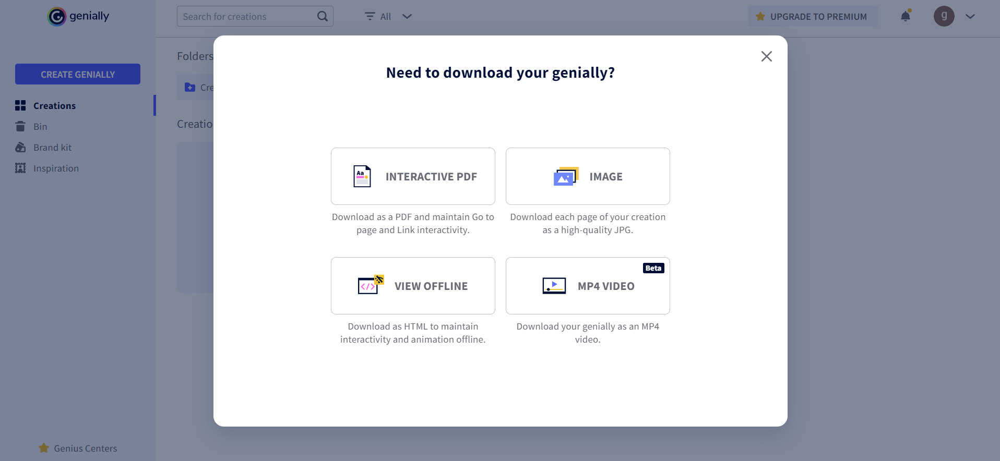 genially
Search for creations
All
UPGRADE TO PREMIUM
g
CREATE GENIALLY
Creations
Bin
Brand kit
Inspiration
Genius Centers
Folders
Cre
Creatio
Need to download your genially?
Aa
INTERACTIVE PDF
Download as a PDF and maintain Go to
page and Link interactivity.
IMAGE
Download each page of your creation
as a high-quality JPG.
</>
VIEW OFFLINE
Download as HTML to maintain
interactivity and animation offline.
Beta
MP4 VIDEO
Download your genially as an MP4
video.